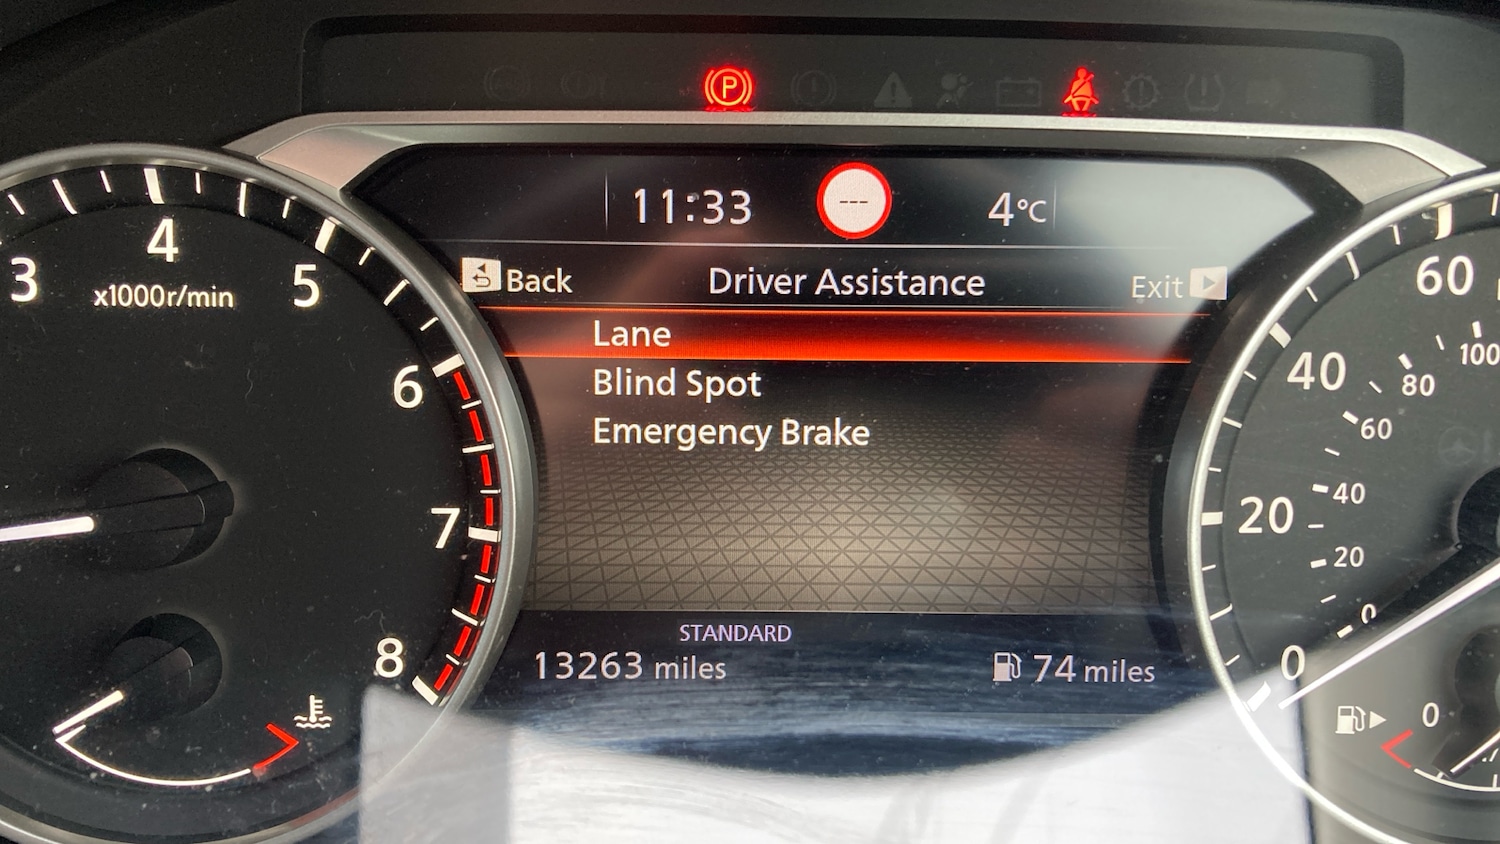 P
11:33
---
4°C
Back
Driver Assistance
Exit
Lane
Blind Spot
Emergency Brake
STANDARD
13263 miles
74 miles
3
4
5
6
7
8
x1000r/min
60
40
20
0
100
80
60
40
20
0
0